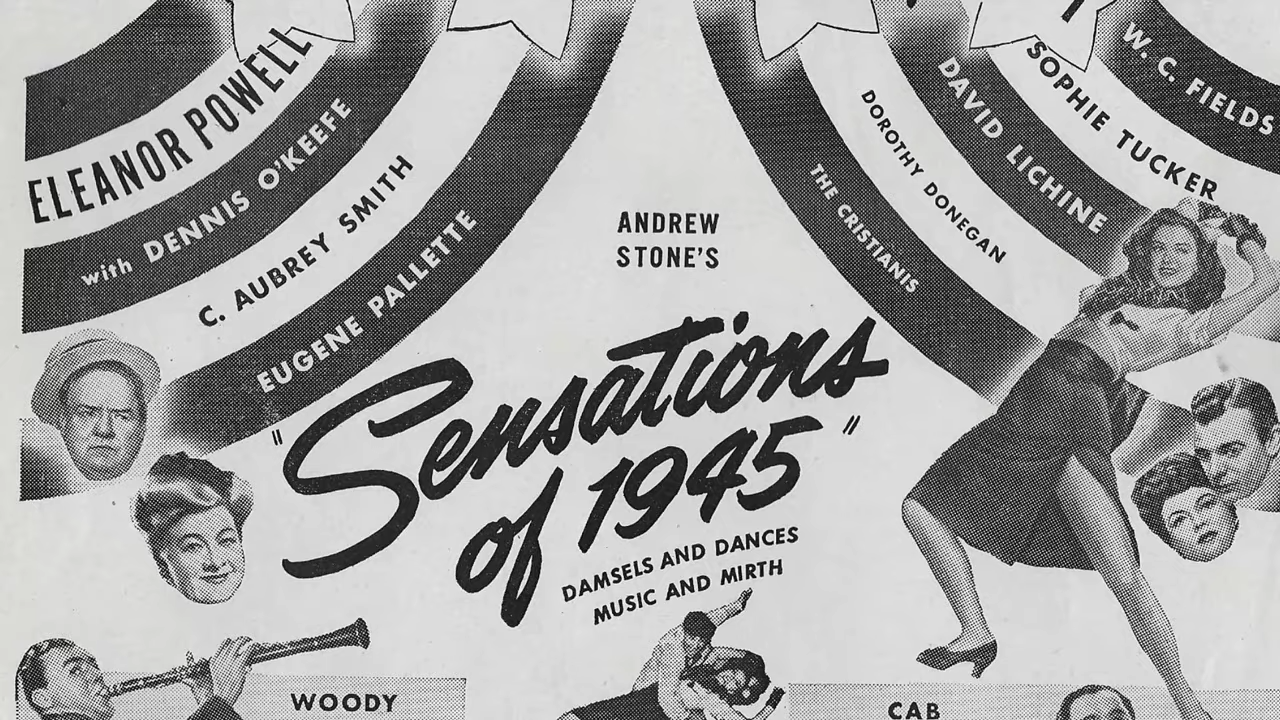 ELEANOR POWELL
with DENNIS O'KEEFE
C. AUBREY SMITH
EUGENE PALLETTE
W. C. FIELDS
SOPHIE TUCKER
DAVID LICHINE
DOROTHY DONEGAN
THE CRISTIANIS
ANDREW
STONE'S
"Sensations
of 1945"
DAMSELS AND DANCES
MUSIC AND MIRTH
WOODY
CAB